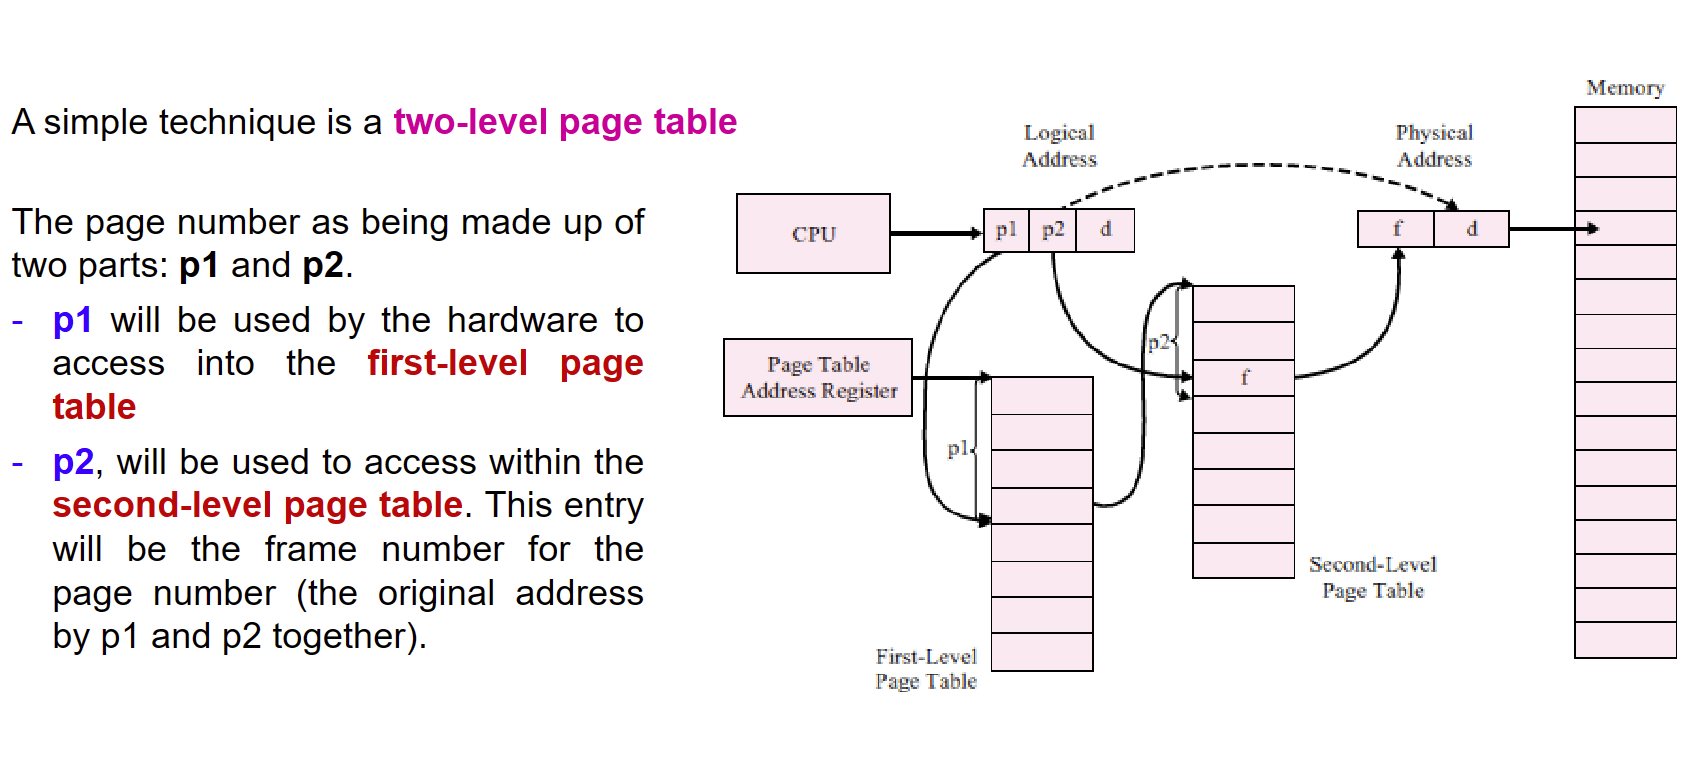 A simple technique is a two-level page table
The page number as being made up of
two parts: p1 and p2.
- p1 will be used by the hardware to
access into the first-level page
table
- p2, will be used to access within the
second-level page table. This entry
will be the frame number for the
page number (the original address
by p1 and p2 together).
Memory
Logical
Address
Physical
Address
CPU
p1 p2 d
f d
Page Table
Address Register
p2
f
p1
Second-Level
Page Table
First-Level
Page Table